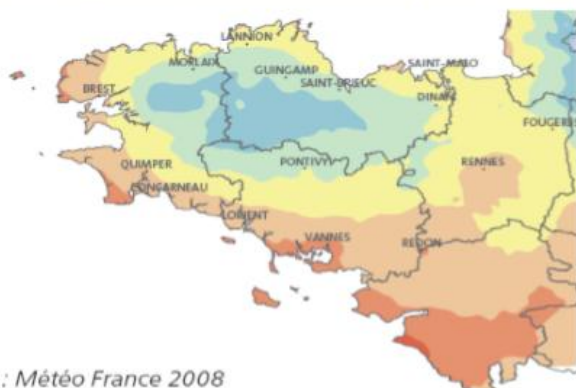 LANNION
MORLAIX
GUINGAMP
SAINT-BRIEUC
SAINT-MALO
BREST
DINAN
FOUGERES
QUIMPER
PONTIVY
RENNES
CONCARNEAU
LORIENT
VANNES
REDON
: Météo France 2008